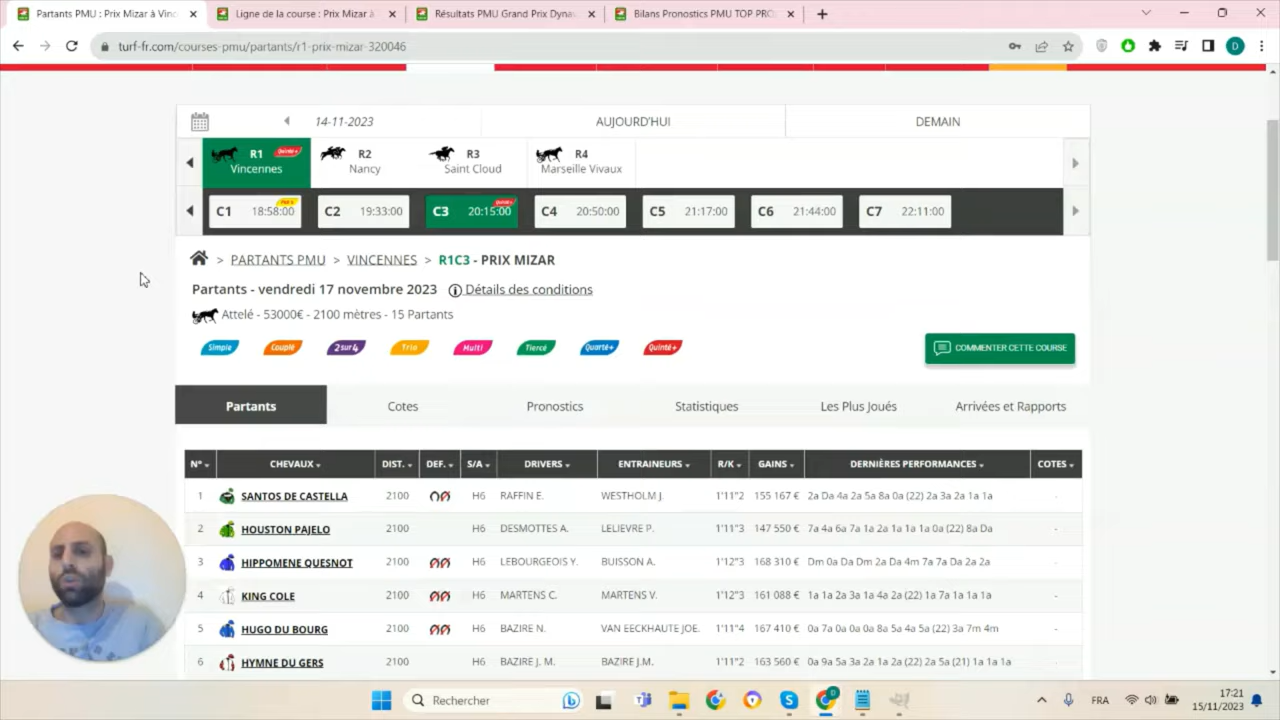 Partants PMU : Prix Mizar à Vinc
Ligne de la course : Prix Mizar à
Résultats PMU Grand Prix Dyna
Bilans Pronostics PMU TOP PRO
turf-fr.com/courses-pmu/partants/r1-prix-mizar-320046
D
14-11-2023 AUJOURD'HUI DEMAIN
R1 Quinté+ R2 R3 R4
Vincennes Nancy Saint Cloud Marseille Vivaux
C1 18:58:00 C2 19:33:00 C3 20:15:00 C4 20:50:00 C5 21:17:00 C6 21:44:00 C7 22:11:00
> PARTANTS PMU > VINCENNES > R1C3 - PRIX MIZAR
Partants - vendredi 17 novembre 2023 Détails des conditions
Attelé - 53000€ - 2100 mètres - 15 Partants
Simple Couplé 2sur4 Trio Multi Tiercé Quarté+ Quinté+
COMMENTER CETTE COURSE
Partants Cotes Pronostics Statistiques Les Plus Joués Arrivées et Rapports
N° CHEVAUX DIST. DEF. S/A DRIVERS ENTRAINEURS R/K GAINS DERNIÈRES PERFORMANCES COTES
1 SANTOS DE CASTELLA 2100 H6 RAFFIN E. WESTHOLM J. 1'11"2 155 167 € 2a Da 4a 2a 5a 8a 0a (22) 2a 3a 2a 1a 1a -
2 HOUSTON PAJELO 2100 H6 DESMOTTES A. LELIEVRE P. 1'11"3 147 550 € 7a 4a 6a 7a 1a 2a 1a 1a 1a 0a (22) 8a Da -
3 HIPPOMENE QUESNOT 2100 H6 LEBOURGEOIS Y. BUISSON A. 1'12"3 168 310 € Dm 0a Da Dm 2a Da 4m 7a 7a Da 2a 2a -
4 KING COLE 2100 H6 MARTENS C. MARTENS V. 1'12"3 161 088 € 1a 1a 2a 3a 1a 4a 2a (22) 1a 7a 1a 1a 1a -
5 HUGO DU BOURG 2100 H6 BAZIRE N. VAN EECKHAUTE JOE. 1'11"4 167 410 € 0a 7a 0a 0a 0a 8a 5a 4a 5a (22) 3a 7m 4m -
6 HYMNE DU GERS 2100 H6 BAZIRE J. M. BAZIRE J.M. 1'11"2 163 560 € 0a 9a 5a 3a 2a 1a 2a (22) 2a 5a (21) 1a 1a 1a -
Rechercher
FRA
17:21
15/11/2023